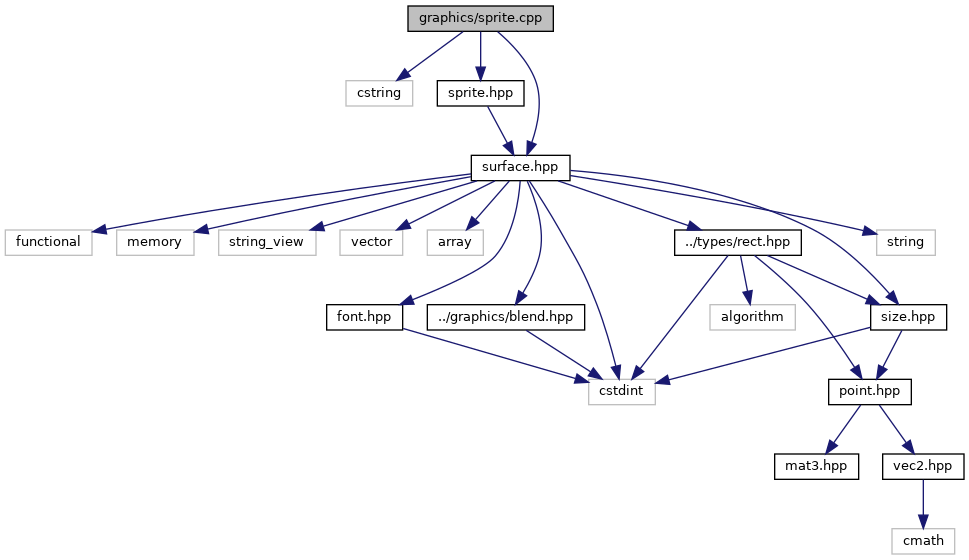 graphics/sprite.cpp
cstring
sprite.hpp
surface.hpp
functional
memory
string_view
vector
array
../types/rect.hpp
string
font.hpp
../graphics/blend.hpp
algorithm
size.hpp
cstdint
point.hpp
mat3.hpp
vec2.hpp
cmath